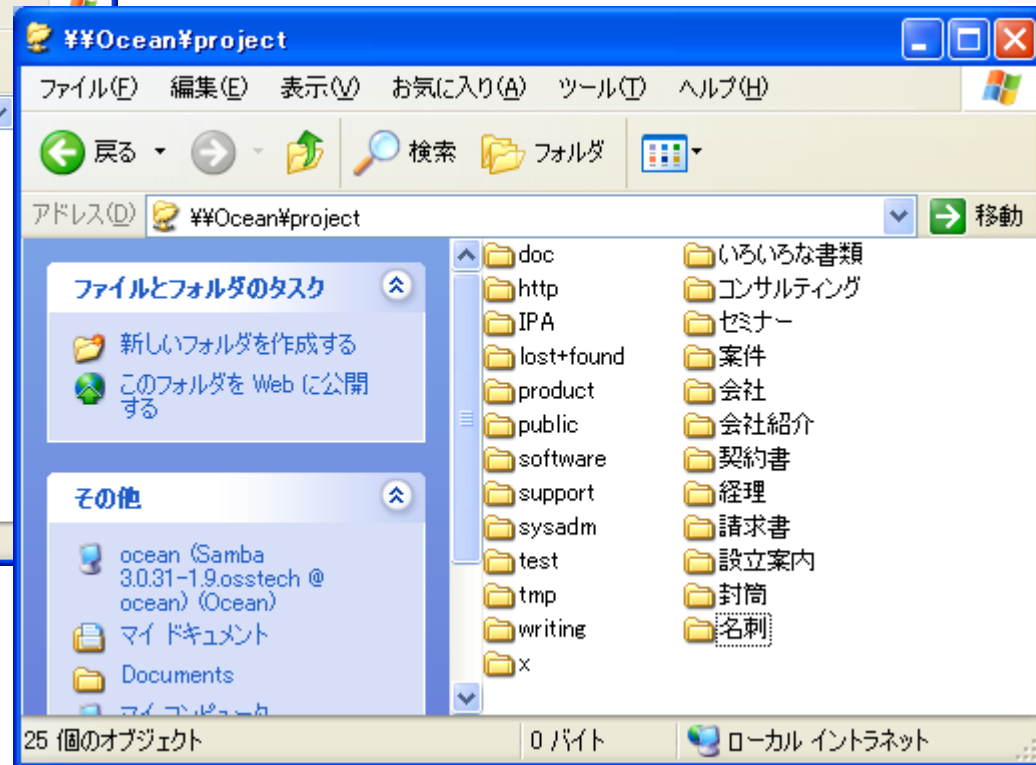 ¥¥Ocean¥project
ファイル(F) 編集(E) 表示(V) お気に入り(A) ツール(T) ヘルプ(H)
戻る 検索 フォルダ
アドレス(D) ¥¥Ocean¥project 移動
ファイルとフォルダのタスク
新しいフォルダを作成する
このフォルダを Web に公開
する
その他
ocean (Samba
3.0.31-1.9.osstech @
ocean) (Ocean)
マイ ドキュメント
Documents
マイ コンピュータ
doc
http
IPA
lost+found
product
public
software
support
sysadm
test
tmp
writing
x
いろいろな書類
コンサルティング
セミナー
案件
会社
会社紹介
契約書
経理
請求書
設立案内
封筒
名刺
25 個のオブジェクト 0 バイト ローカル イントラネット